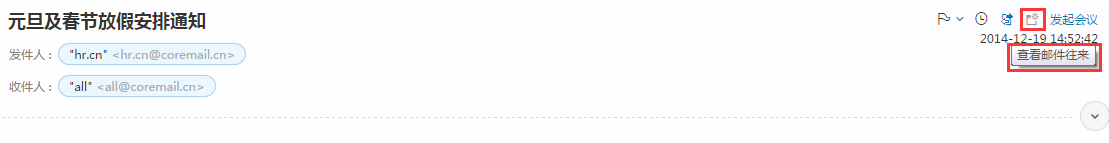 元旦及春节放假安排通知
发起会议
2014-12-19 14:52:42
发件人： "hr.cn" <hr.cn@coremail.cn>
查看邮件往来
收件人： "all" <all@coremail.cn>